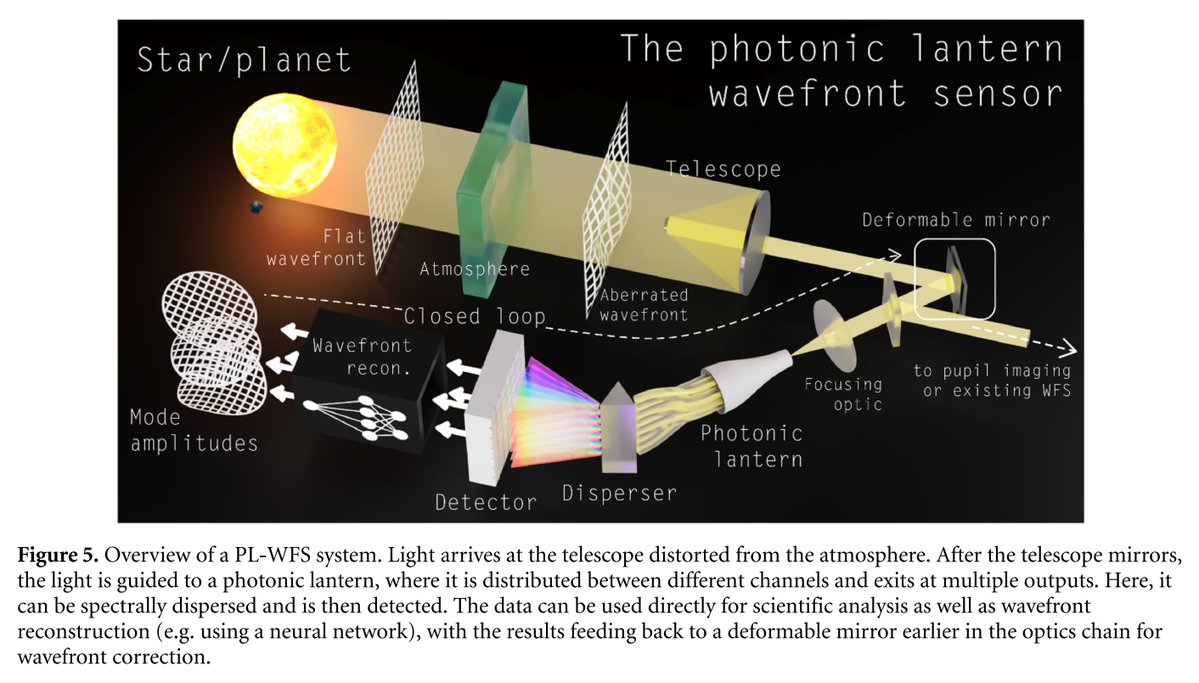 Star/planet
The photonic lantern
wavefront sensor
Telescope
Deformable mirror
Flat
wavefront
Atmosphere
Aberrated
wavefront
Closed loop
Wavefront
recon.
Mode
amplitudes
Detector
Disperser
Photonic
lantern
Focusing
optic
to pupil imaging
or existing WFS
Figure 5. Overview of a PL-WFS system. Light arrives at the telescope distorted from the atmosphere. After the telescope mirrors,
the light is guided to a photonic lantern, where it is distributed between different channels and exits at multiple outputs. Here, it
can be spectrally dispersed and is then detected. The data can be used directly for scientific analysis as well as wavefront
reconstruction (e.g. using a neural network), with the results feeding back to a deformable mirror earlier in the optics chain for
wavefront correction.